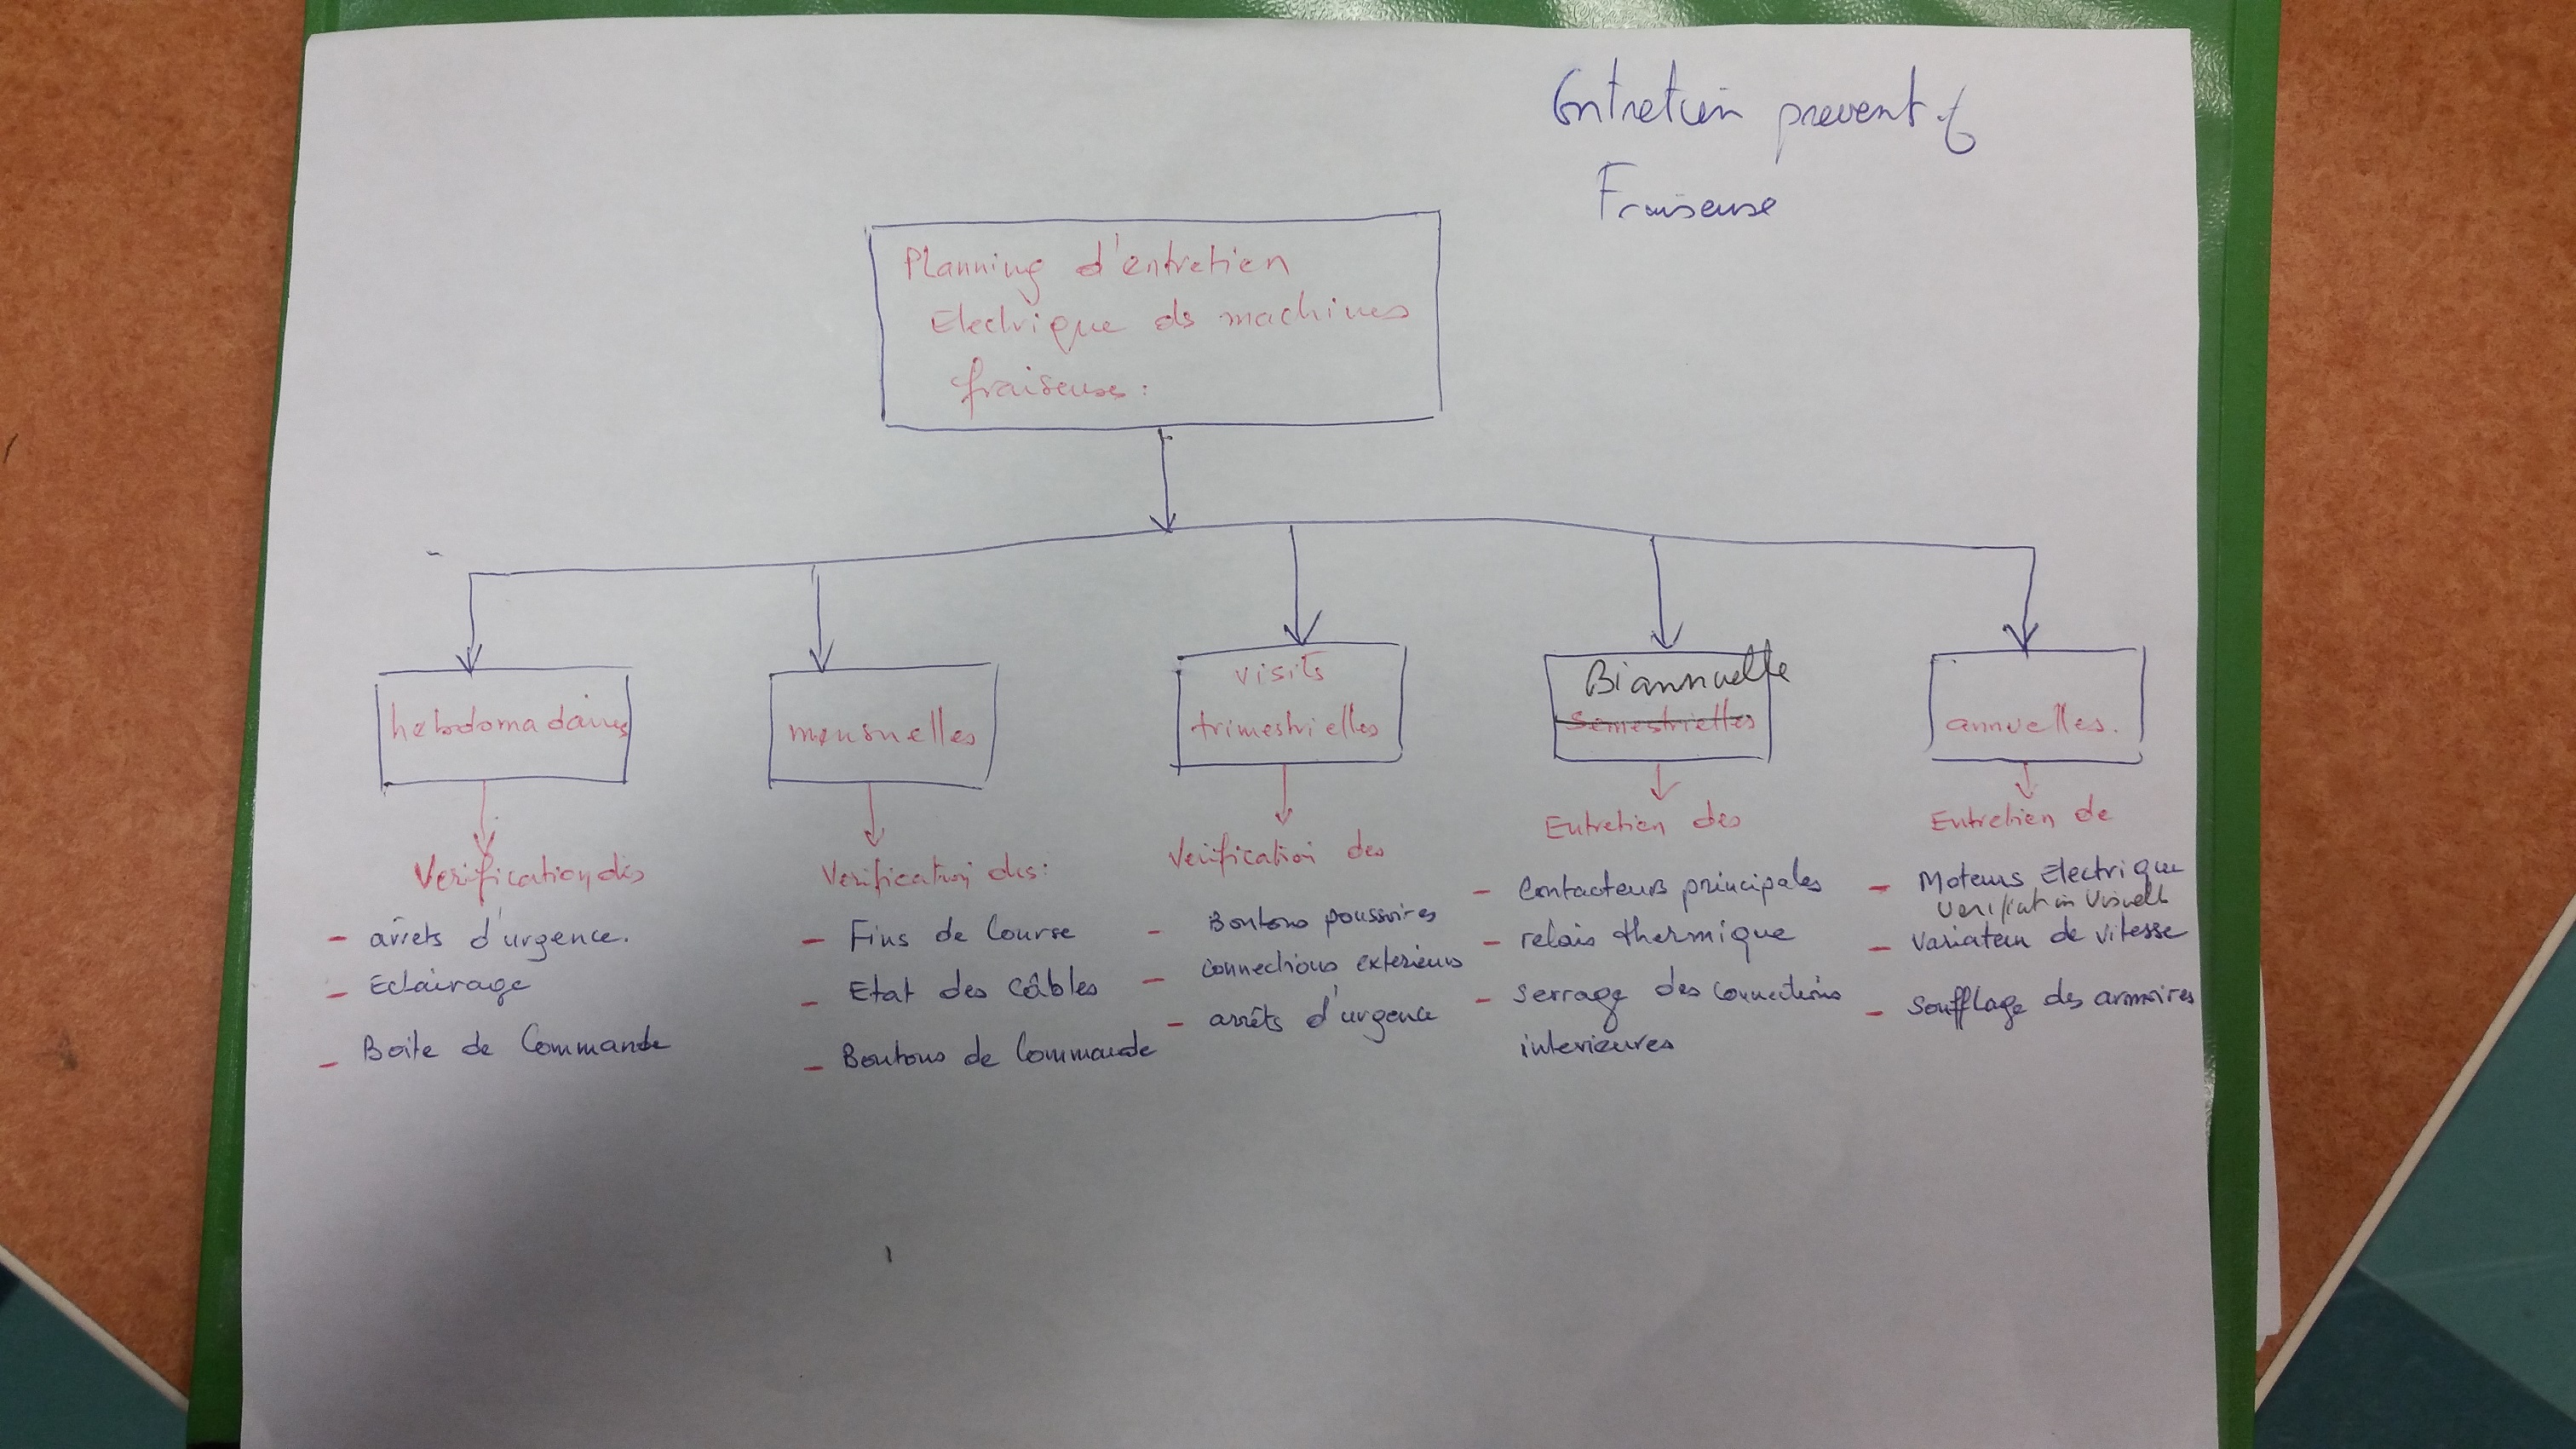 Entretien preventif
Fraiseuse
Planning d'entretien
Electrique ds machines
fraiseuses :
hebdomadaires
mensuelles
visits
trimestrielles
Biannuelle
Semestrielles
annuelles.
Verification des
arrets d'urgence.
Eclairage
Boite de Commande
Verification des :
Fins de Course
Etat des câbles
Boutons de Commande
Verification des
Boutons poussoires
connections exterieurs
arrêts d'urgence
Entretien des
Contacteurs principales
relais thermique
Serrage des connections
interieures
Entretien de
Moteurs Electrique
Verification Visuelle
Variateur de vitesse
Soufflage des armoires